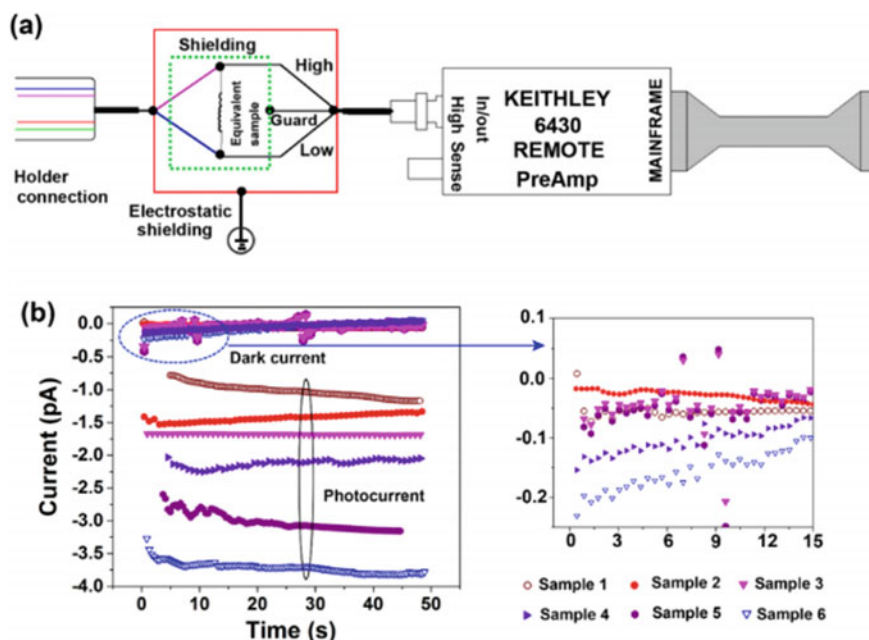 (a)
Shielding
High
Equivalent
sample
Guard
Low
Holder
connection
Electrostatic
shielding
In/out
High Sense
KEITHLEY
6430
REMOTE
PreAmp
MAINFRAME
(b)
Current (pA)
0.0
-0.5
-1.0
-1.5
-2.0
-2.5
-3.0
-3.5
-4.0
Dark current
Photocurrent
0 10 20 30 40 50
Time (s)
0.1
0.0
-0.1
-0.2
0 3 6 9 12 15
Sample 1 Sample 2 Sample 3
Sample 4 Sample 5 Sample 6